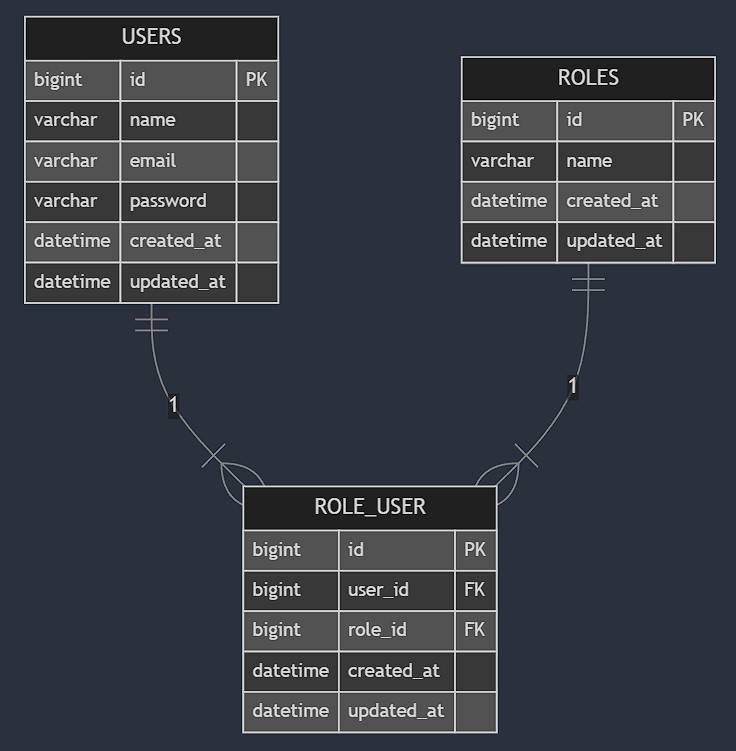 USERS
bigint id PK
varchar name
varchar email
varchar password
datetime created_at
datetime updated_at
ROLES
bigint id PK
varchar name
datetime created_at
datetime updated_at
1
1
ROLE_USER
bigint id PK
bigint user_id FK
bigint role_id FK
datetime created_at
datetime updated_at